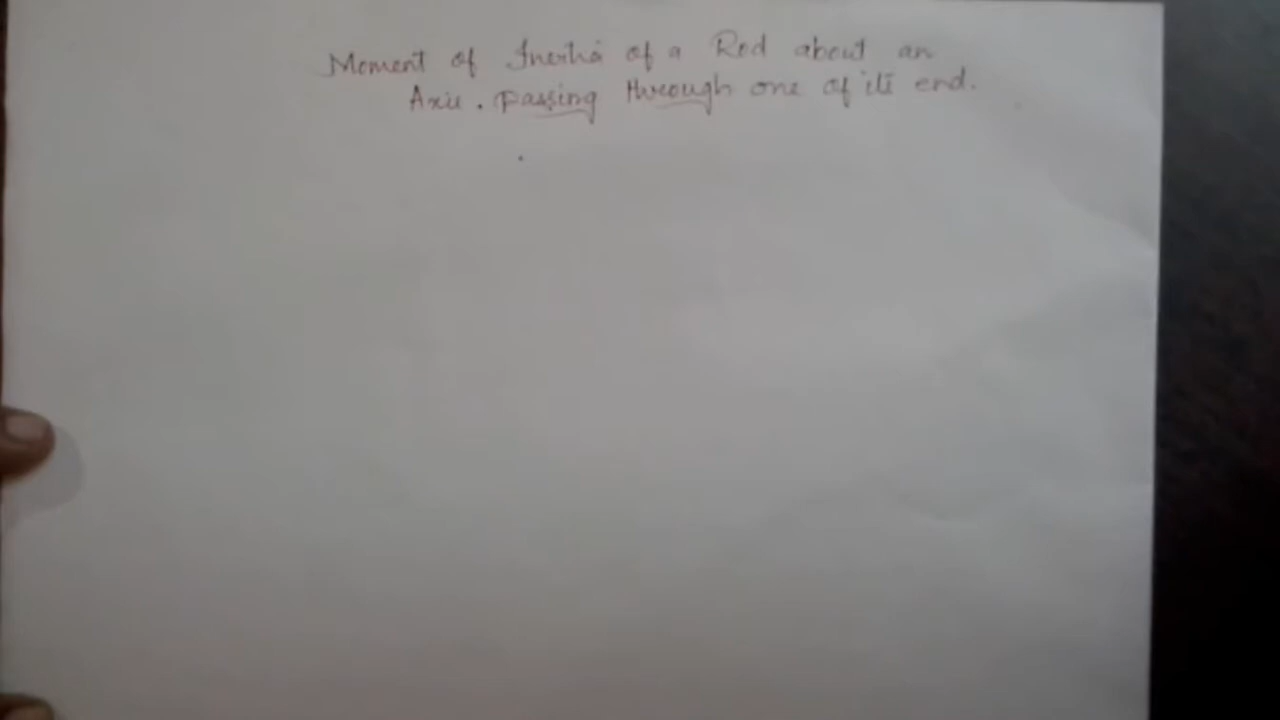 Moment of Inertia of a Rod about an
Axis . passing through one of its end.